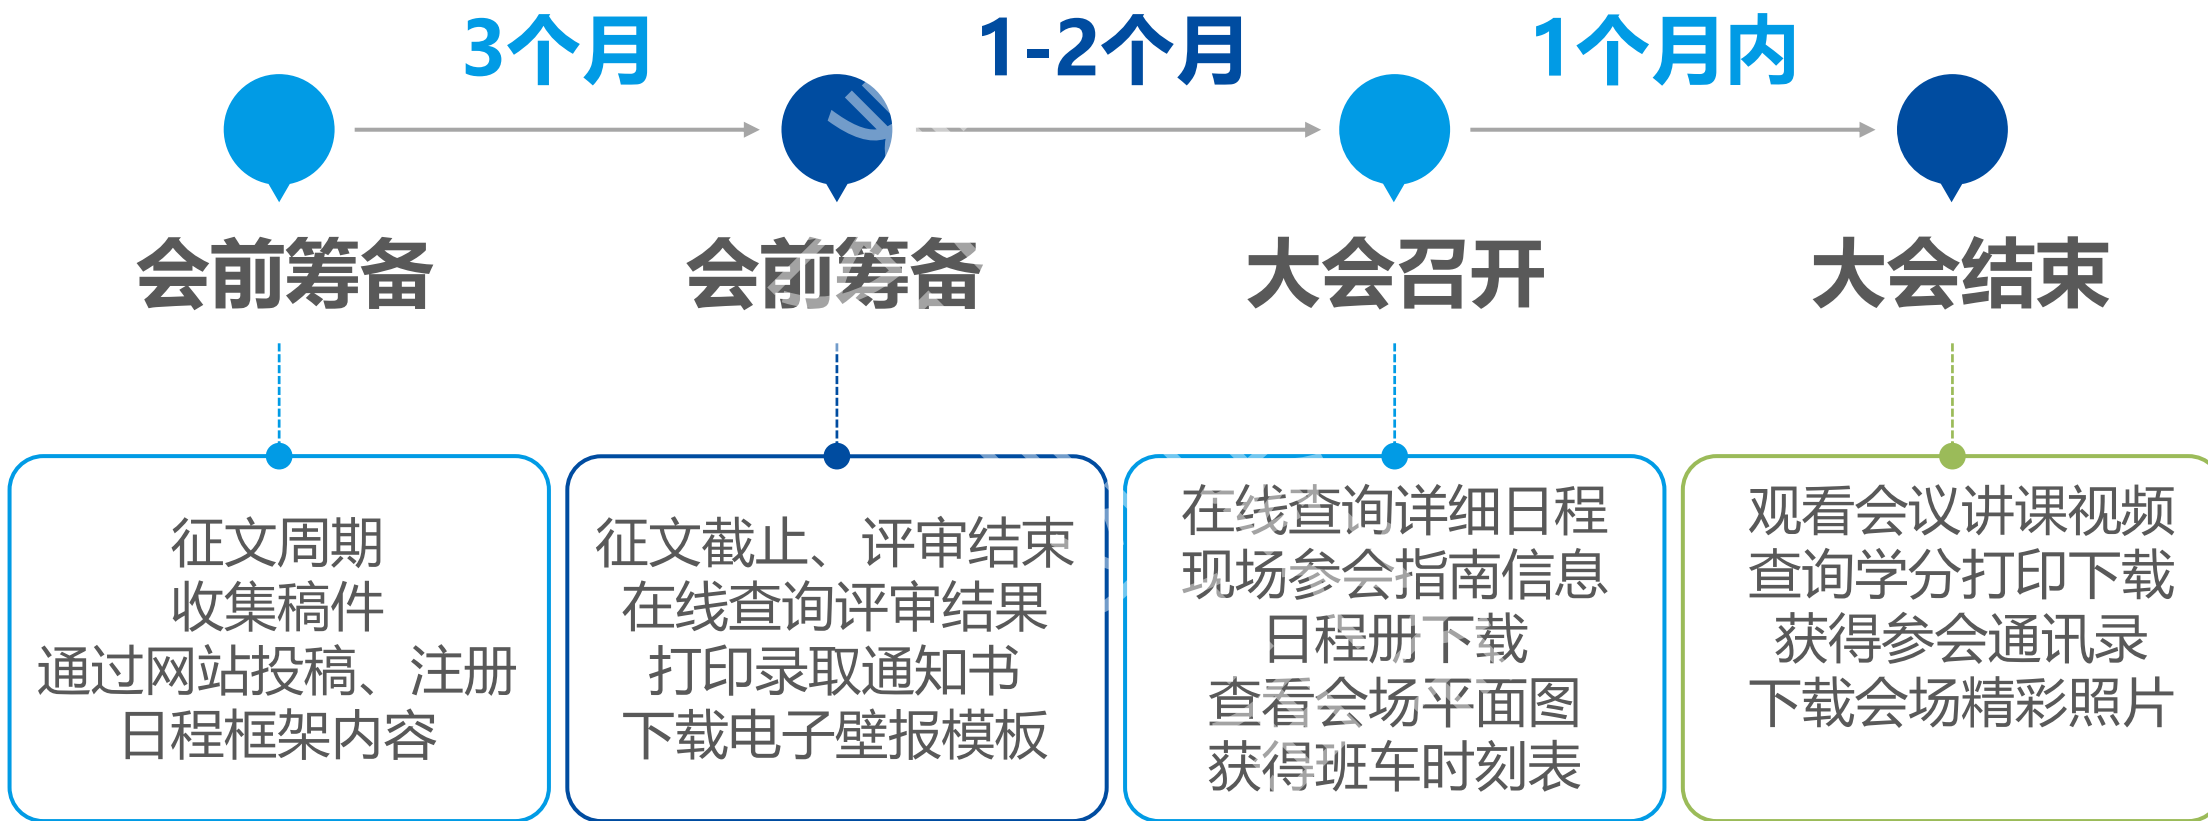 3个月
1-2个月
1个月内
会前筹备
会前筹备
大会召开
大会结束
征文周期
收集稿件
通过网站投稿、注册
日程框架内容
征文截止、评审结束
在线查询评审结果
打印录取通知书
下载电子壁报模板
在线查询详细日程
现场参会指南信息
日程册下载
查看会场平面图
获得班车时刻表
观看会议讲课视频
查询学分打印下载
获得参会通讯录
下载会场精彩照片